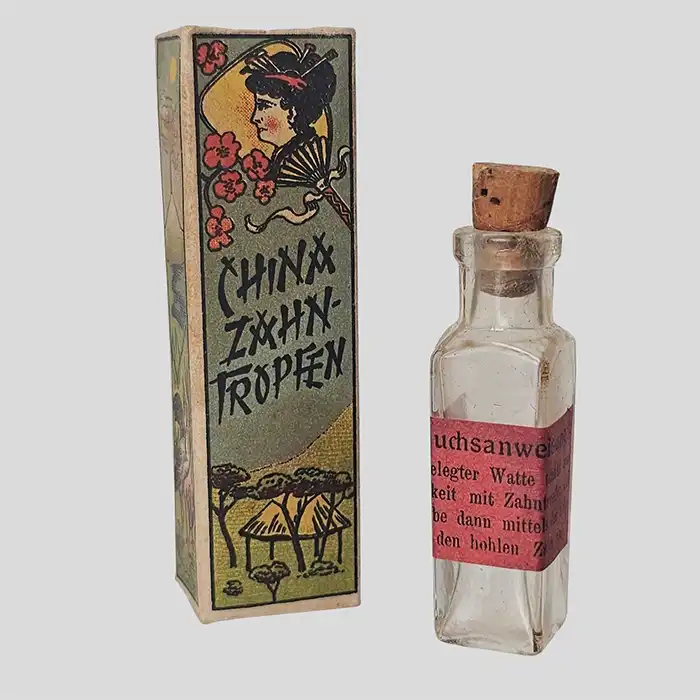 CHINA
ZAHN-
TROPFEN
uchsanwei
elegter Watte
keit mit Zahn
be dann mittel
den hohlen Z